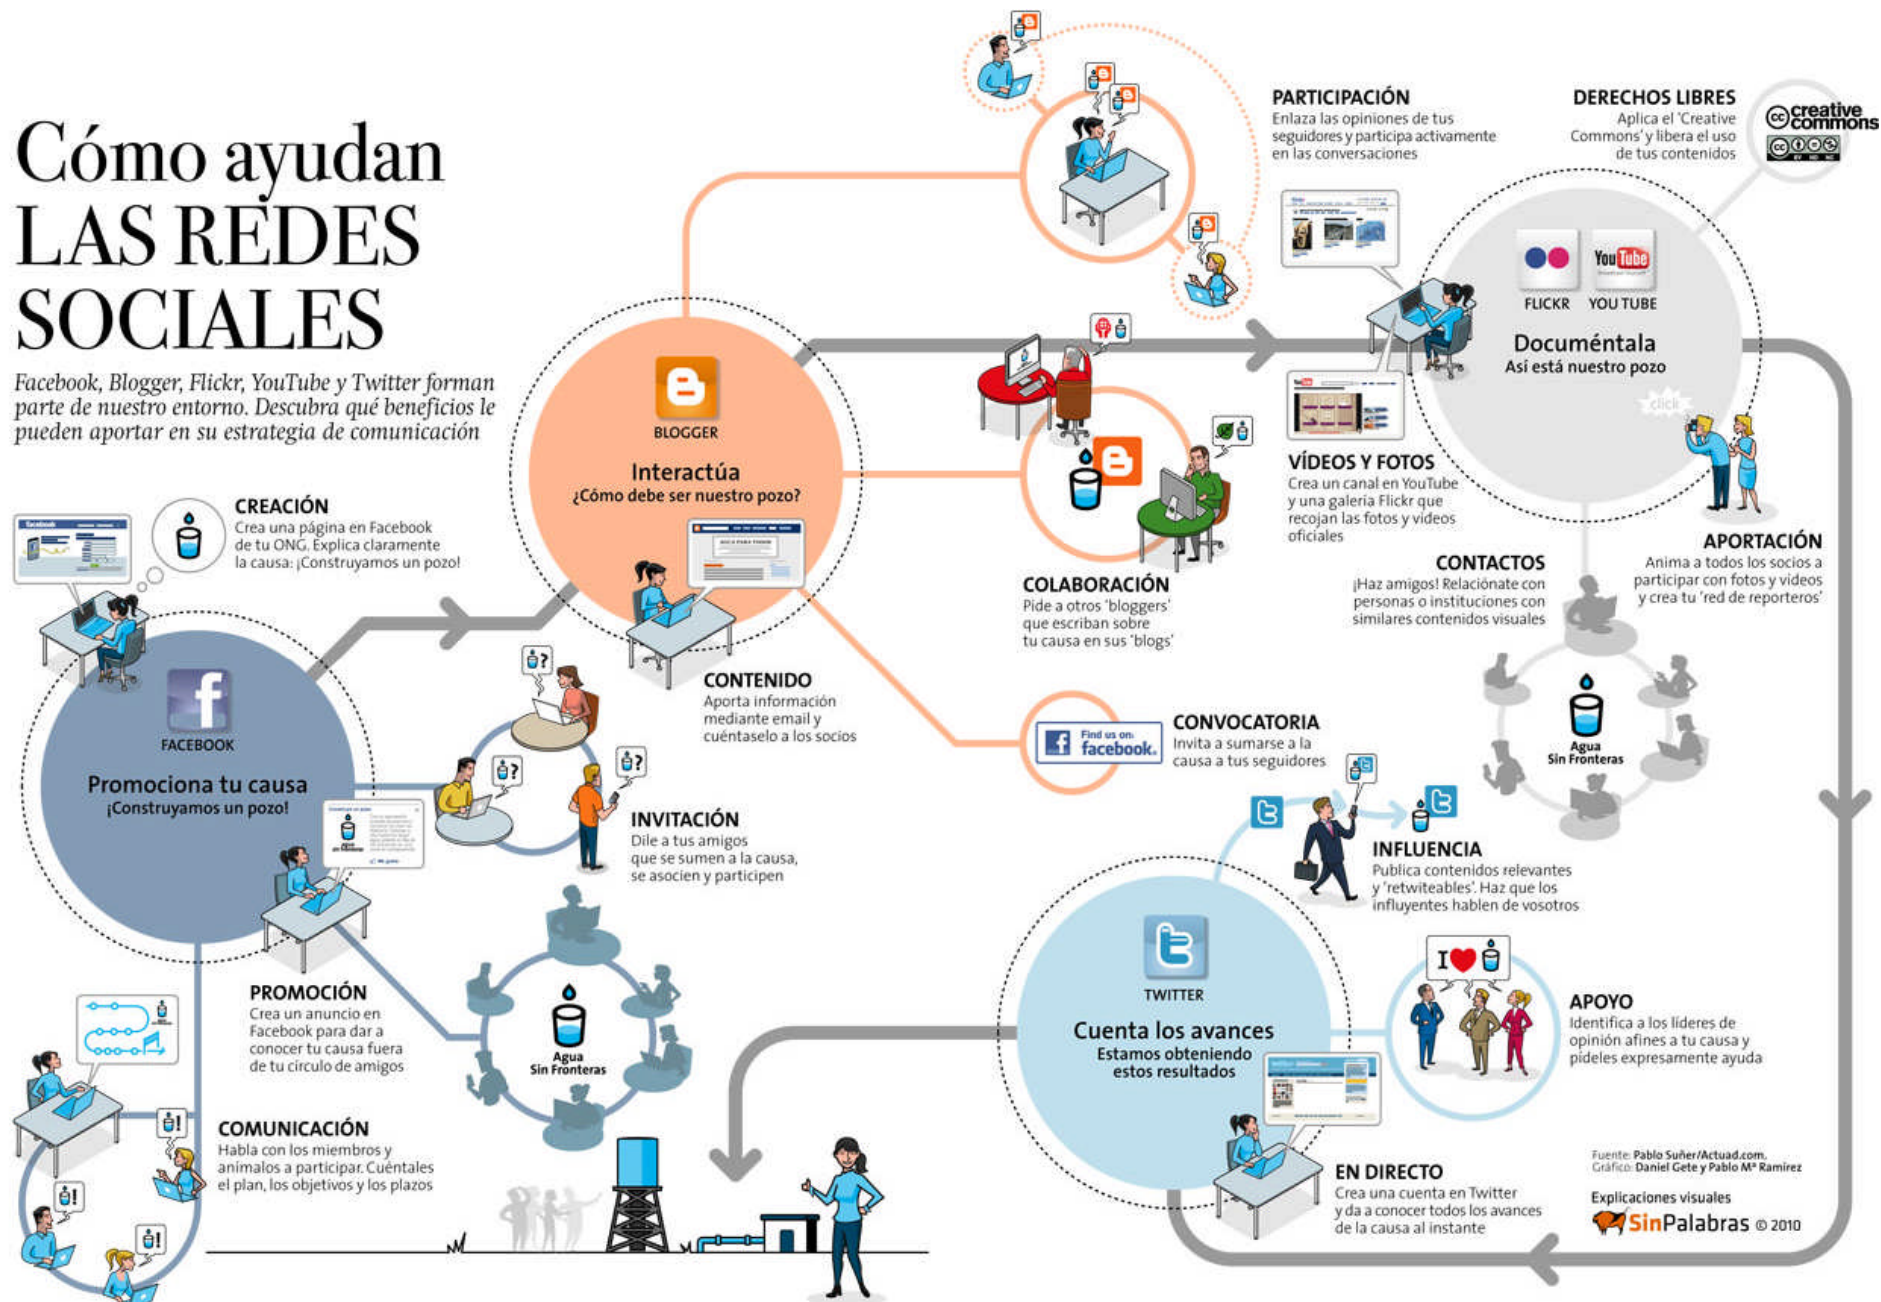 Cómo ayudan
LAS REDES
SOCIALES
Facebook, Blogger, Flickr, YouTube y Twitter forman
parte de nuestro entorno. Descubra qué beneficios le
pueden aportar en su estrategia de comunicación
CREACIÓN
Crea una página en Facebook
de tu ONG. Explica claramente
la causa: ¡Construyamos un pozo!
facebook
FACEBOOK
Promociona tu causa
¡Construyamos un pozo!
INVITACIÓN
Dile a tus amigos
que se sumen a la causa,
se asocien y participen
PROMOCIÓN
Crea un anuncio en
Facebook para dar a
conocer tu causa fuera
de tu círculo de amigos
Agua
Sin Fronteras
COMUNICACIÓN
Habla con los miembros y
anímalos a participar. Cuéntales
el plan, los objetivos y los plazos
BLOGGER
Interactúa
¿Cómo debe ser nuestro pozo?
CONTENIDO
Aporta información
mediante email y
cuéntaselo a los socios
PARTICIPACIÓN
Enlaza las opiniones de tus
seguidores y participa activamente
en las conversaciones
COLABORACIÓN
Pide a otros 'bloggers'
que escriban sobre
tu causa en sus 'blogs'
Find us on:
facebook.
CONVOCATORIA
Invita a sumarse a la
causa a tus seguidores
DERECHOS LIBRES
Aplica el 'Creative
Commons' y libera el uso
de tus contenidos
cc creative
commons
cc
BY ND NC
You Tube
FLICKR YOU TUBE
Documéntala
Así está nuestro pozo
click
VÍDEOS Y FOTOS
Crea un canal en YouTube
y una galería Flickr que
recojan las fotos y vídeos
oficiales
APORTACIÓN
Anima a todos los socios a
participar con fotos y vídeos
y crea tu 'red de reporteros'
CONTACTOS
¡Haz amigos! Relaciónate con
personas o instituciones con
similares contenidos visuales
Agua
Sin Fronteras
INFLUENCIA
Publica contenidos relevantes
y 'retwiteables'. Haz que los
influyentes hablen de vosotros
TWITTER
Cuenta los avances
Estamos obteniendo
estos resultados
I
APOYO
Identifica a los líderes de
opinión afines a tu causa y
pídeles expresamente ayuda
EN DIRECTO
Crea una cuenta en Twitter
y da a conocer todos los avances
de la causa al instante
Fuente: Pablo Suñer/Actuad.com.
Gráfico: Daniel Gete y Pablo Mª Ramírez
Explicaciones visuales
SinPalabras © 2010